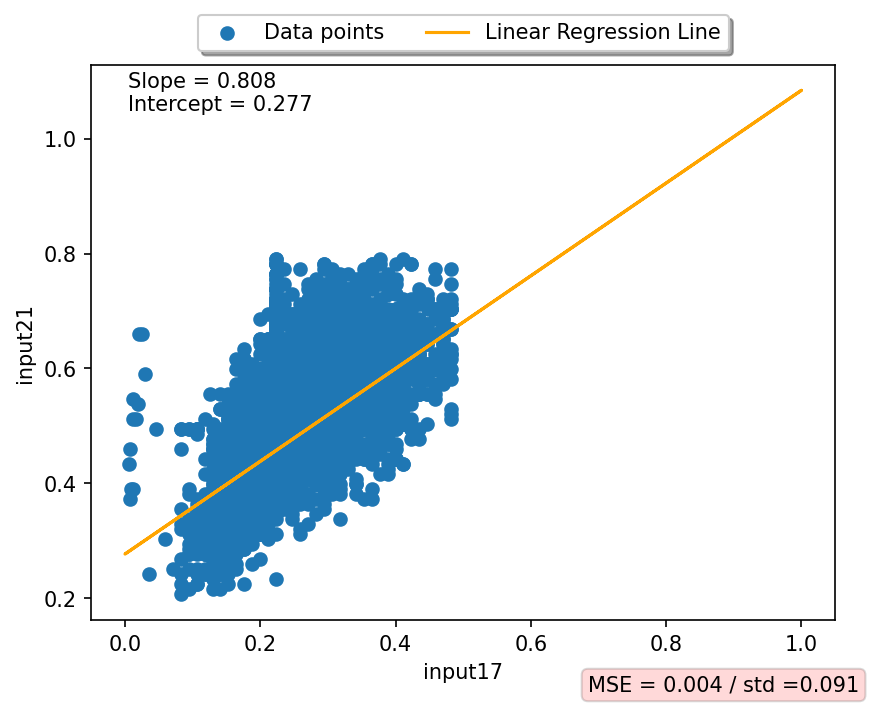 Data points
Linear Regression Line
Slope = 0.808
Intercept = 0.277
1.0
0.8
0.6
0.4
0.2
input21
0.0 0.2 0.4 0.6 0.8 1.0
input17
MSE = 0.004 / std =0.091